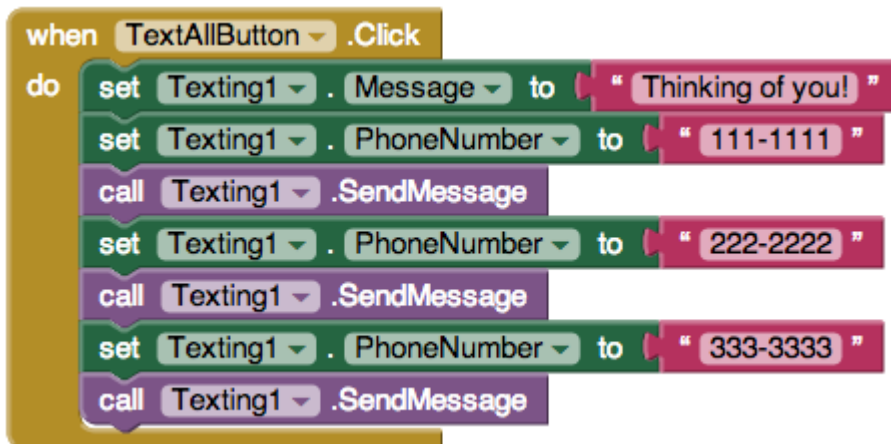 when TextAllButton .Click
do set Texting1 . Message to “ Thinking of you! ”
set Texting1 . PhoneNumber to “ 111-1111 ”
call Texting1 .SendMessage
set Texting1 . PhoneNumber to “ 222-2222 ”
call Texting1 .SendMessage
set Texting1 . PhoneNumber to “ 333-3333 ”
call Texting1 .SendMessage